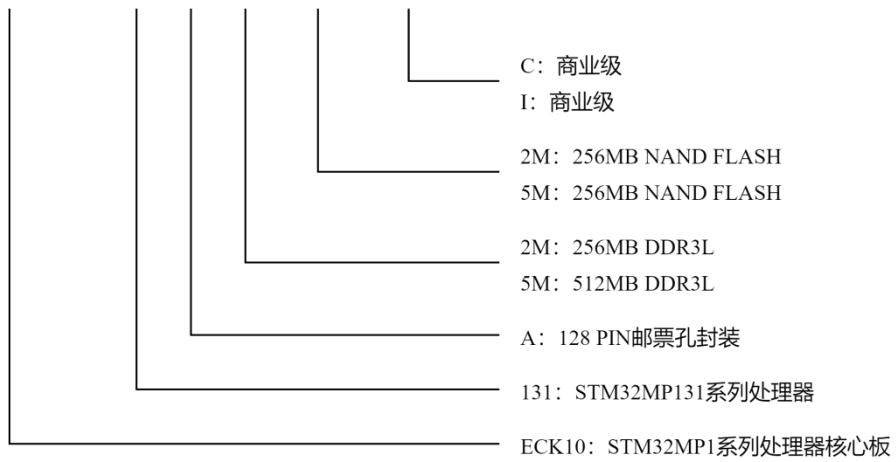 C：商业级
I：商业级
2M：256MB NAND FLASH
5M：256MB NAND FLASH
2M：256MB DDR3L
5M：512MB DDR3L
A：128 PIN邮票孔封装
131：STM32MP131系列处理器
ECK10：STM32MP1系列处理器核心板